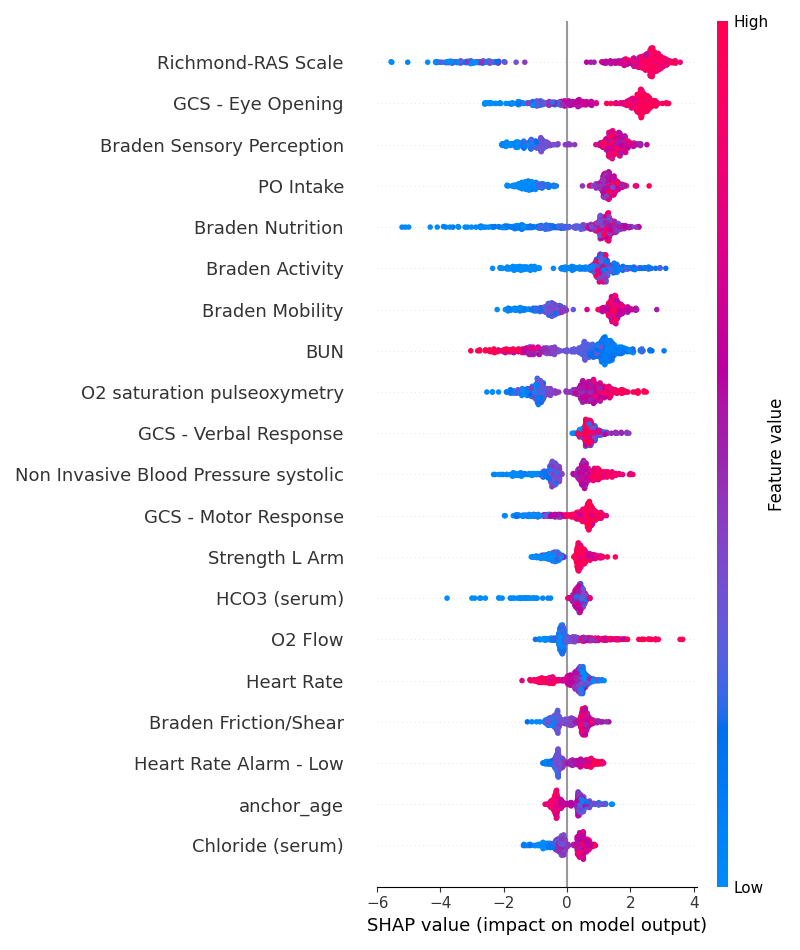 High
Richmond-RAS Scale
GCS - Eye Opening
Braden Sensory Perception
PO Intake
Braden Nutrition
Braden Activity
Braden Mobility
BUN
O2 saturation pulseoxymetry
GCS - Verbal Response
Non Invasive Blood Pressure systolic
GCS - Motor Response
Strength L Arm
HCO3 (serum)
O2 Flow
Heart Rate
Braden Friction/Shear
Heart Rate Alarm - Low
anchor_age
Chloride (serum)
Feature value
Low
−6 −4 −2 0 2 4
SHAP value (impact on model output)